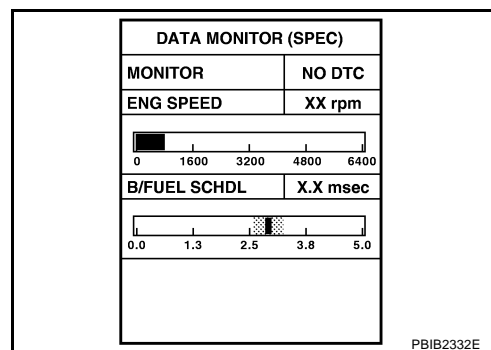 DATA MONITOR (SPEC)
MONITOR NO DTC
ENG SPEED XX rpm
0 1600 3200 4800 6400
B/FUEL SCHDL X.X msec
0.0 1.3 2.5 3.8 5.0
PBIB2332E